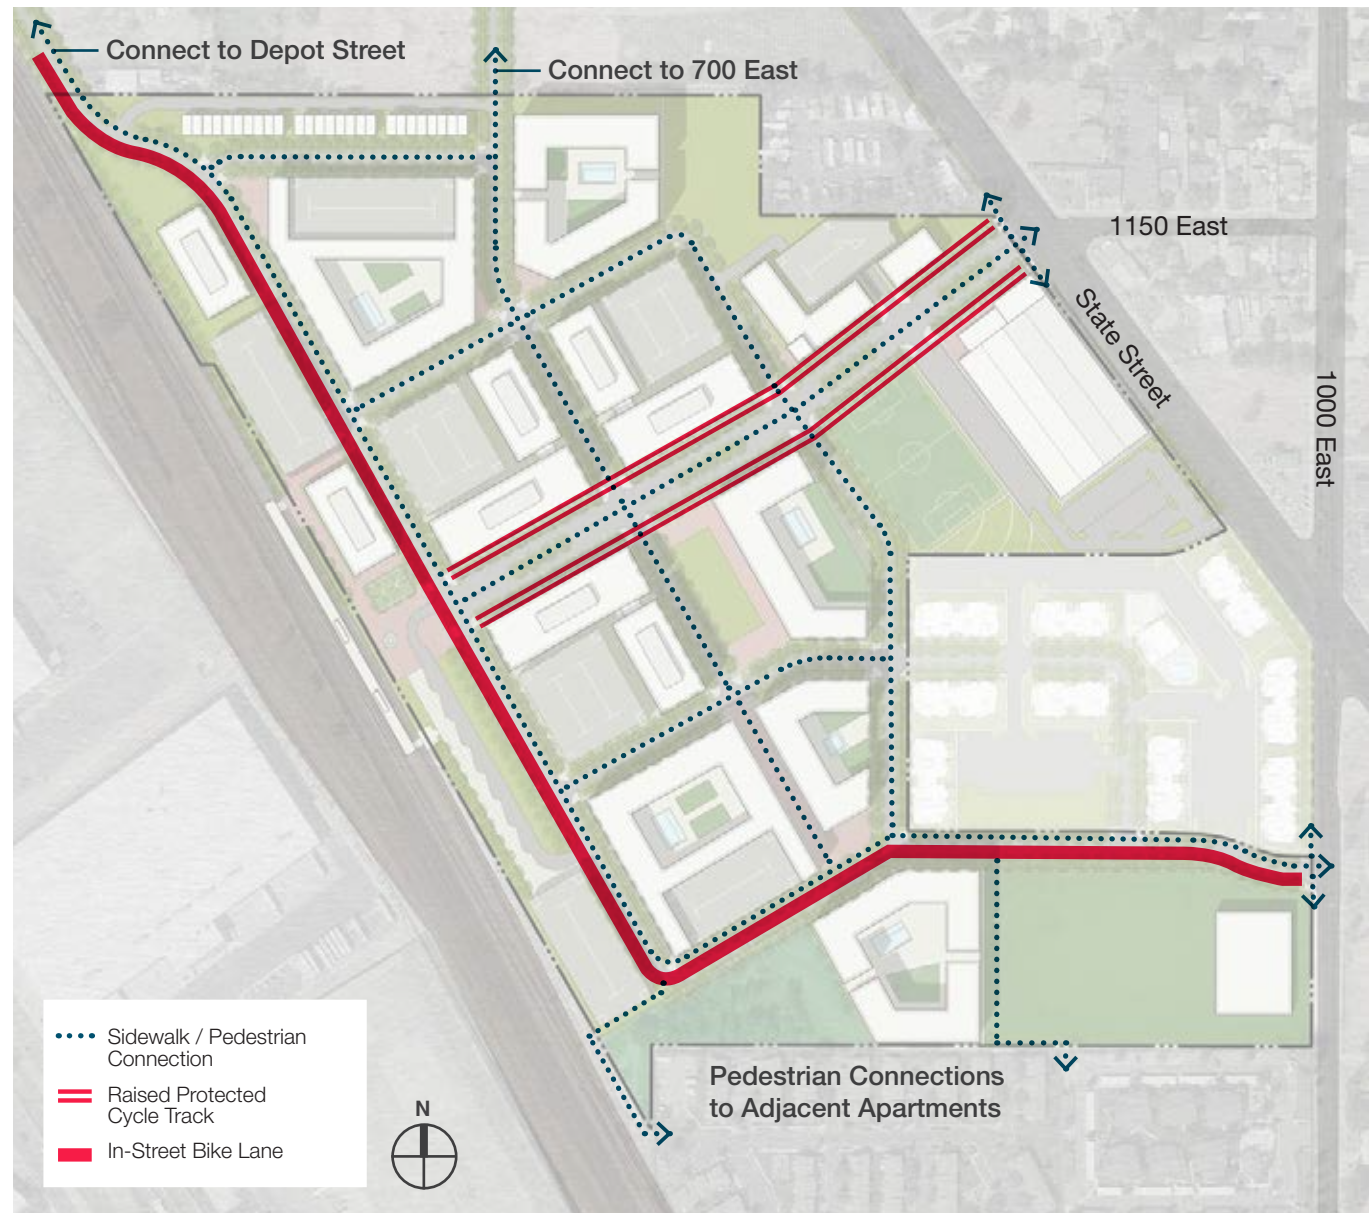 Connect to Depot Street
Connect to 700 East
1150 East
State Street
1000 East
Sidewalk / Pedestrian
Connection
Raised Protected
Cycle Track
In-Street Bike Lane
N
Pedestrian Connections
to Adjacent Apartments